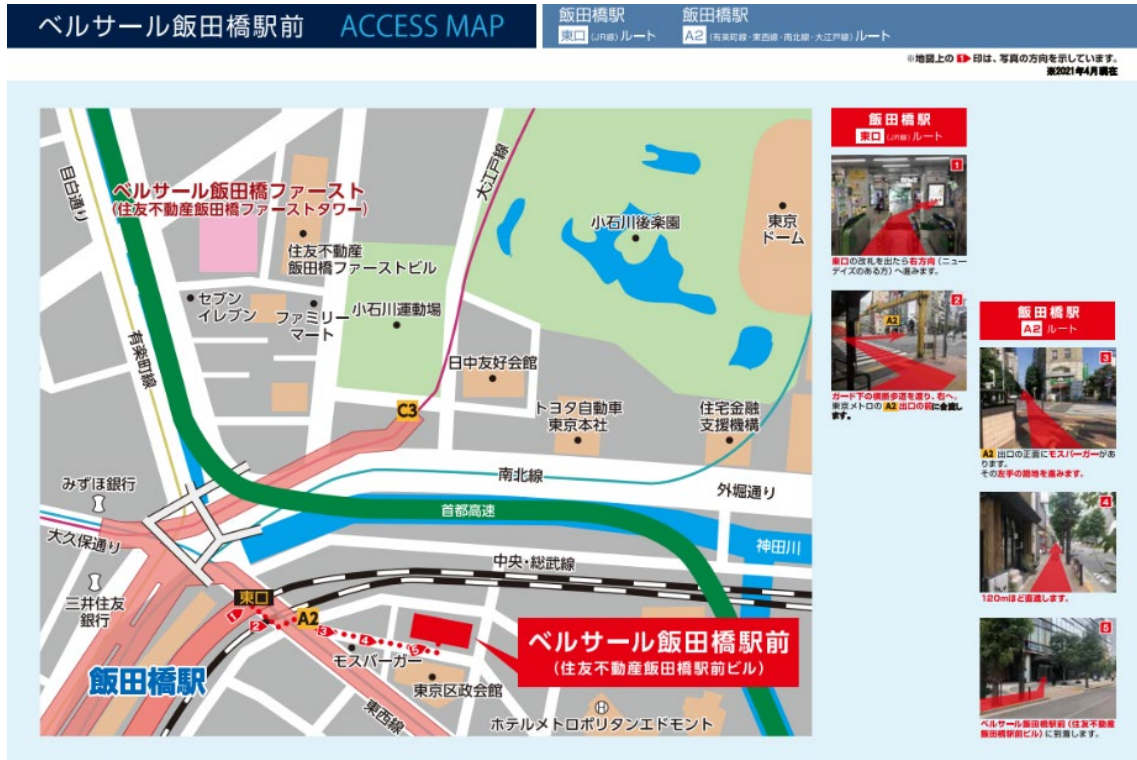 ベルサール飯田橋駅前 ACCESS MAP
飯田橋駅
東口(JR線)ルート
飯田橋駅
A2(有楽町線・東西線・南北線・大江戸線)ルート
※地図上の 1 印は、写真の方向を示しています。
※2021年4月現在
目白通り
ベルサール飯田橋ファースト
(住友不動産飯田橋ファーストタワー)
住友不動産
飯田橋ファーストビル
セブン
イレブン
ファミリー
マート
小石川運動場
大江戸線
小石川後楽園
東京
ドーム
有楽町線
日中友好会館
C3
トヨタ自動車
東京本社
住宅金融
支援機構
みずほ銀行
南北線
外堀通り
首都高速
大久保通り
神田川
中央・総武線
三井住友
銀行
東口
A2
1
2
3
4
5
モスバーガー
ベルサール飯田橋駅前
(住友不動産飯田橋駅前ビル)
飯田橋駅
東京区政会館
東西線
ホテルメトロポリタンエドモント
飯田橋駅
東口(JR線)ルート
1
東口の改札を出たら右方向(ニュー
デイズのある方)へ進みます。
2
A2
ガード下の横断歩道を渡り、右へ。
東京メトロの A2 出口の前に合流し
ます。
飯田橋駅
A2 ルート
3
A2 出口の正面にモスバーガーがあ
ります。
その左手の路地を進みます。
4
120mほど直進します。
5
ベルサール飯田橋駅前(住友不動産
飯田橋駅前ビル)に到着します。